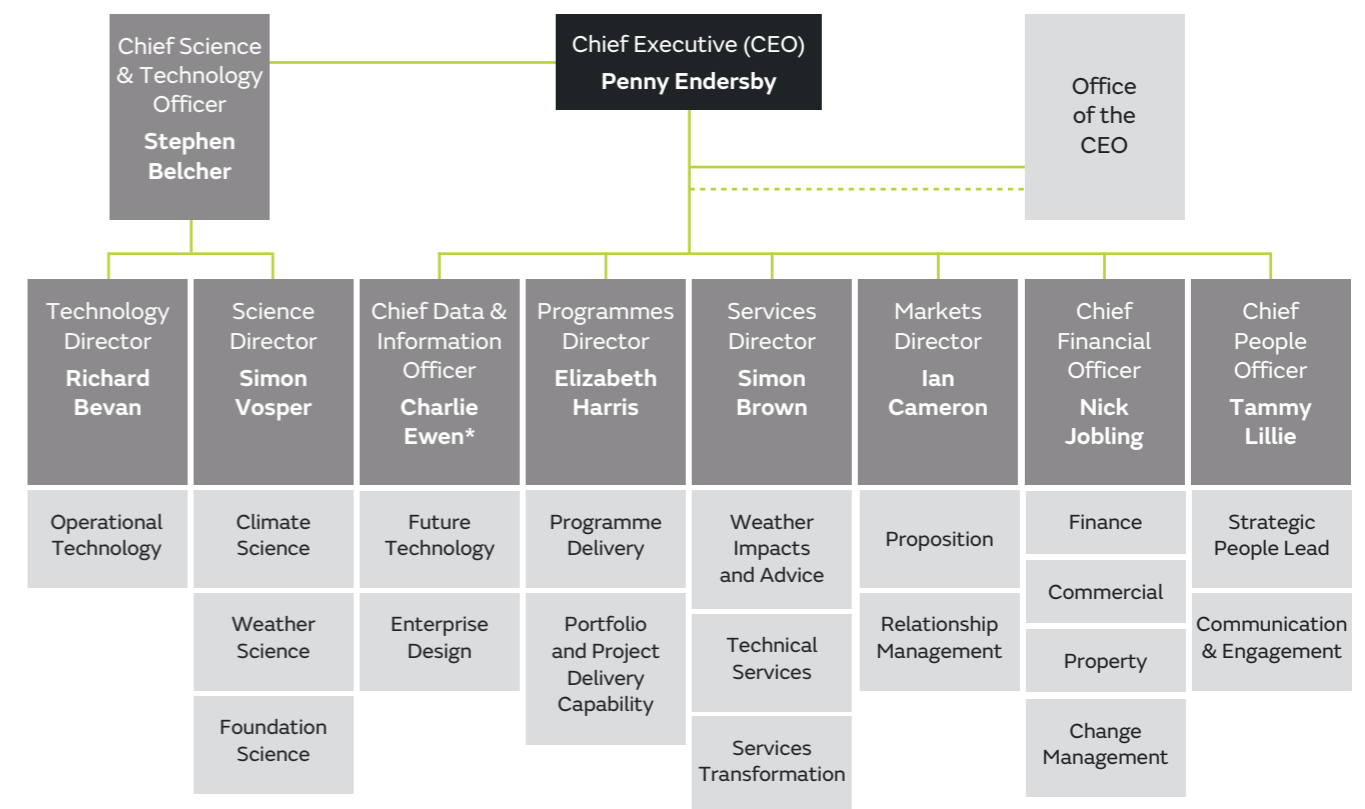 Chief Science
& Technology
Officer
Stephen
Belcher
Chief Executive (CEO)
Penny Endersby
Office
of the
CEO
Technology
Director
Richard
Bevan
Science
Director
Simon
Vosper
Chief Data &
Information
Officer
Charlie
Ewen*
Programmes
Director
Elizabeth
Harris
Services
Director
Simon
Brown
Markets
Director
Ian
Cameron
Chief
Financial
Officer
Nick
Jobling
Chief
People
Officer
Tammy
Lillie
Operational
Technology
Climate
Science
Weather
Science
Foundation
Science
Future
Technology
Enterprise
Design
Programme
Delivery
Portfolio
and Project
Delivery
Capability
Weather
Impacts
and Advice
Technical
Services
Services
Transformation
Proposition
Relationship
Management
Finance
Commercial
Property
Change
Management
Strategic
People Lead
Communication
& Engagement